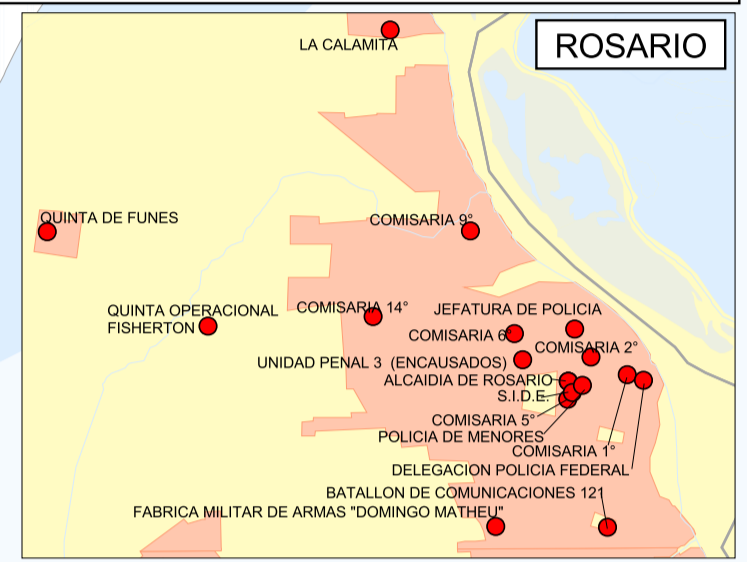 ROSARIO
LA CALAMITA
QUINTA DE FUNES
COMISARIA 9°
QUINTA OPERACIONAL
FISHERTON
COMISARIA 14°
JEFATURA DE POLICIA
COMISARIA 6°
COMISARIA 2°
UNIDAD PENAL 3 (ENCAUSADOS)
ALCAIDIA DE ROSARIO
S.I.D.E.
COMISARIA 5°
POLICIA DE MENORES
COMISARIA 1°
DELEGACION POLICIA FEDERAL
BATALLON DE COMUNICACIONES 121
FABRICA MILITAR DE ARMAS "DOMINGO MATHEU"